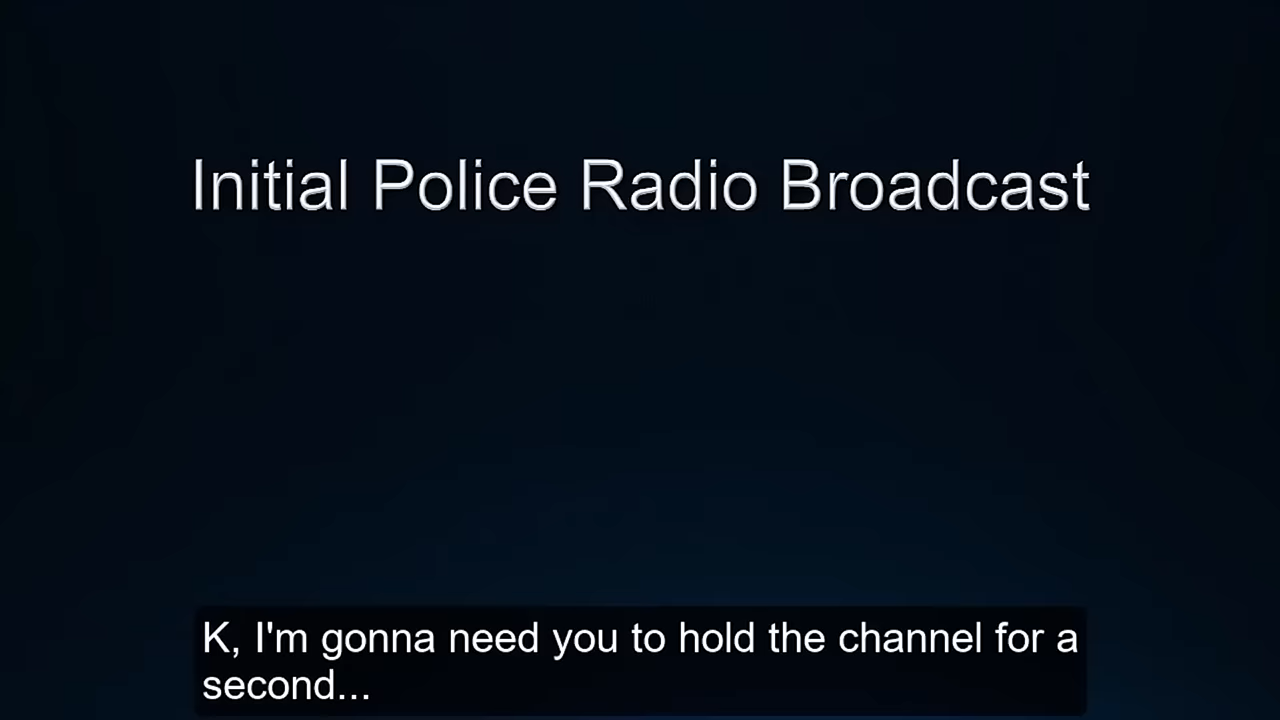 Initial Police Radio Broadcast
K, I'm gonna need you to hold the channel for a
second...